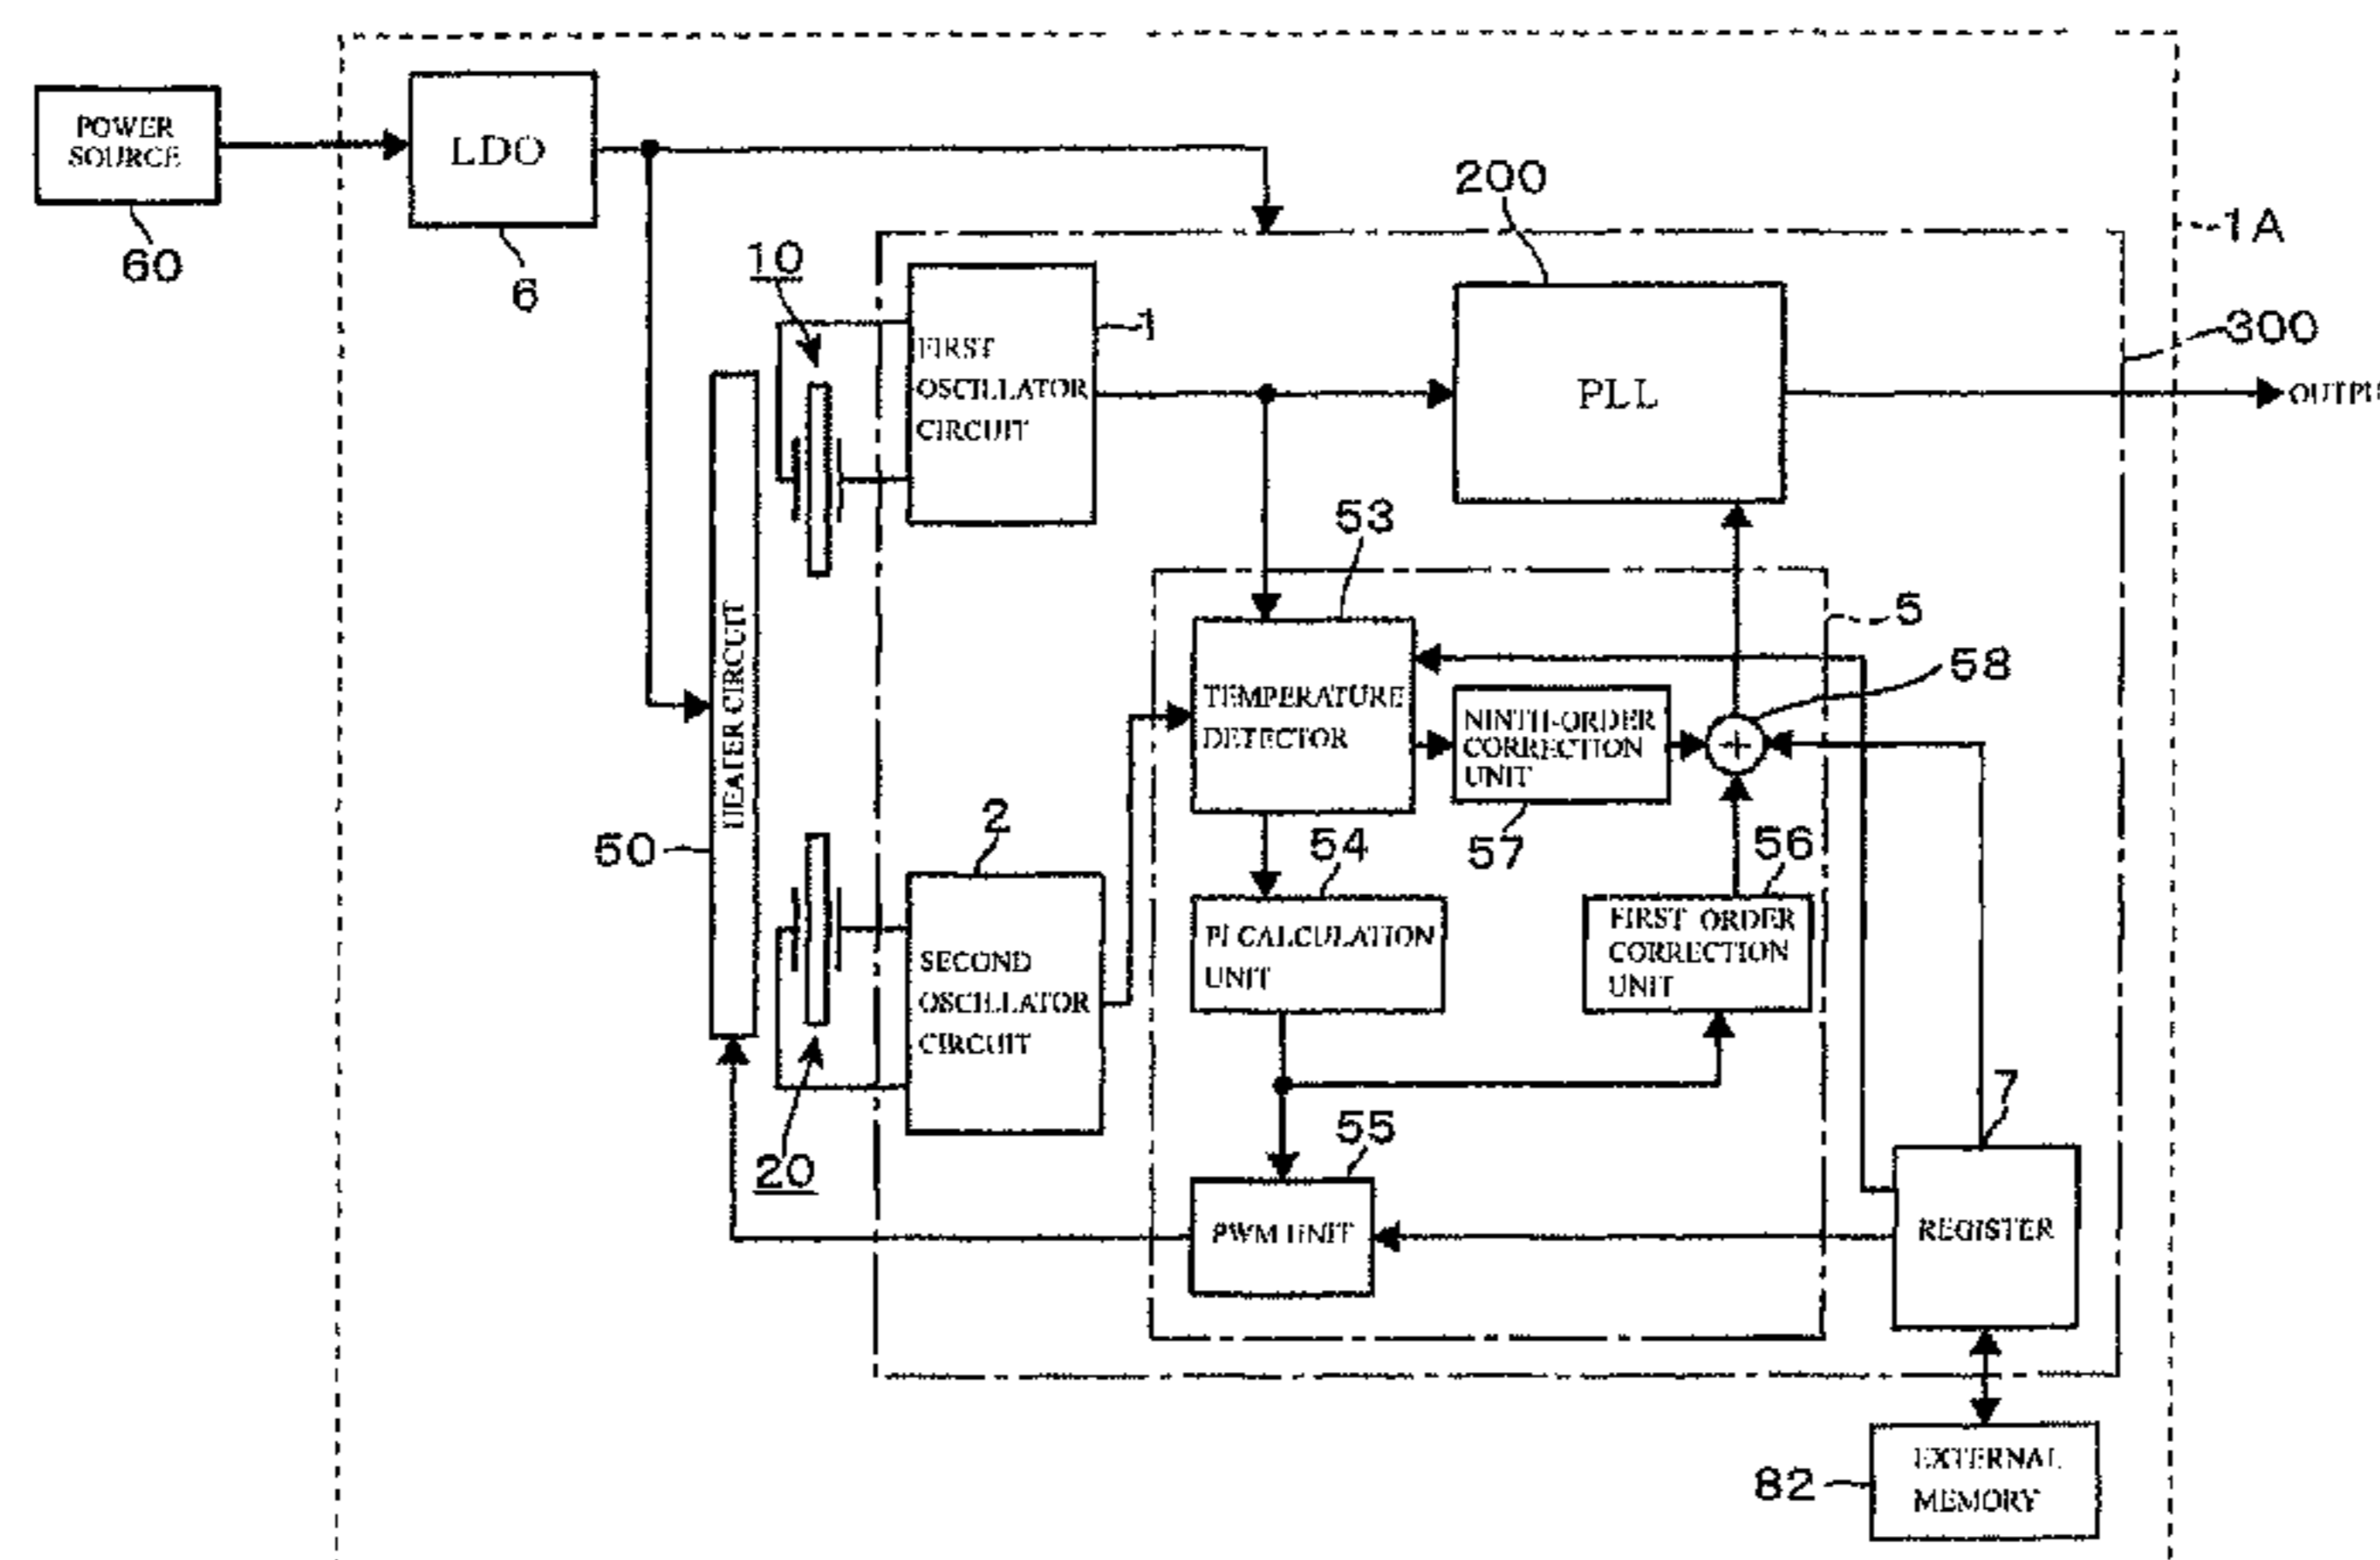 POWER
SOURCE
60
LDO
6
10
FIRST
OSCILLATOR
CIRCUIT
1
200
PLL
1A
300
OUTPU
HEATER CIRCUIT
50
53
TEMPERATURE
DETECTOR
5
58
NINTH-ORDER
CORRECTION
UNIT
57
+
2
SECOND
OSCILLATOR
CIRCUIT
20
54
PI CALCULATION
UNIT
56
FIRST ORDER
CORRECTION
UNIT
55
PWM UNIT
7
REGISTER
82
EXTERNAL
MEMORY